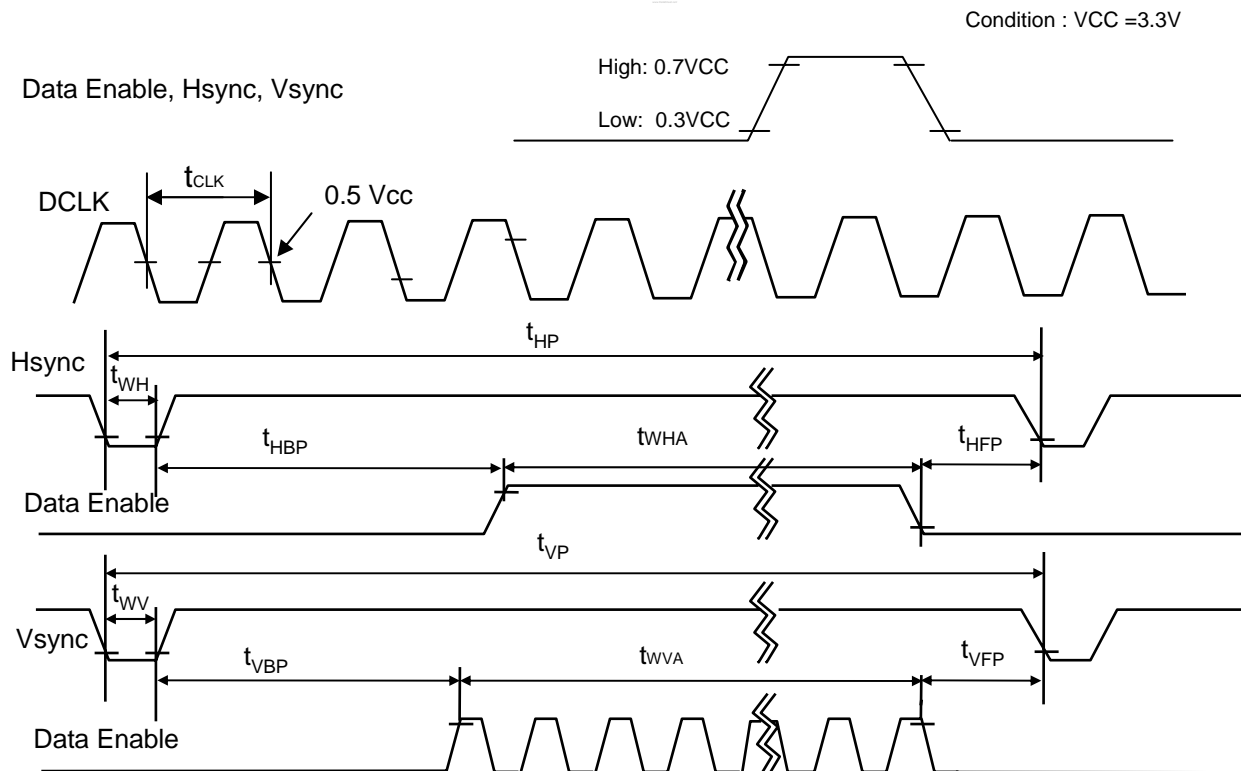 Condition : VCC =3.3V
High: 0.7VCC
Data Enable, Hsync, Vsync
Low: 0.3VCC
tCLK
0.5 Vcc
DCLK
tHP
Hsync
tWH
tHBP
tWHA
tHFP
Data Enable
tVP
tWV
Vsync
tVBP
tWVA
tVFP
Data Enable